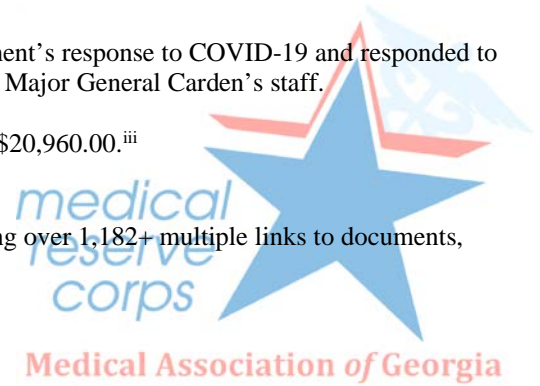 nent’s response to COVID-19 and responded to
Major General Carden’s staff.
$20,960.00.iii
medical
ng over 1,182+ multiple links to documents,
reserve
corps
Medical Association of Georgia